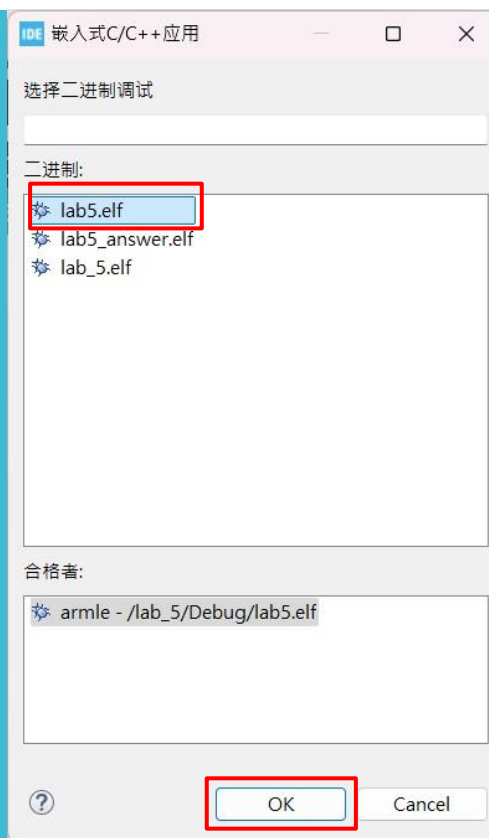 IDE 嵌入式C/C++应用
选择二进制调试
二进制:
lab5.elf
lab5_answer.elf
lab_5.elf
合格者:
armle - /lab_5/Debug/lab5.elf
? OK Cancel